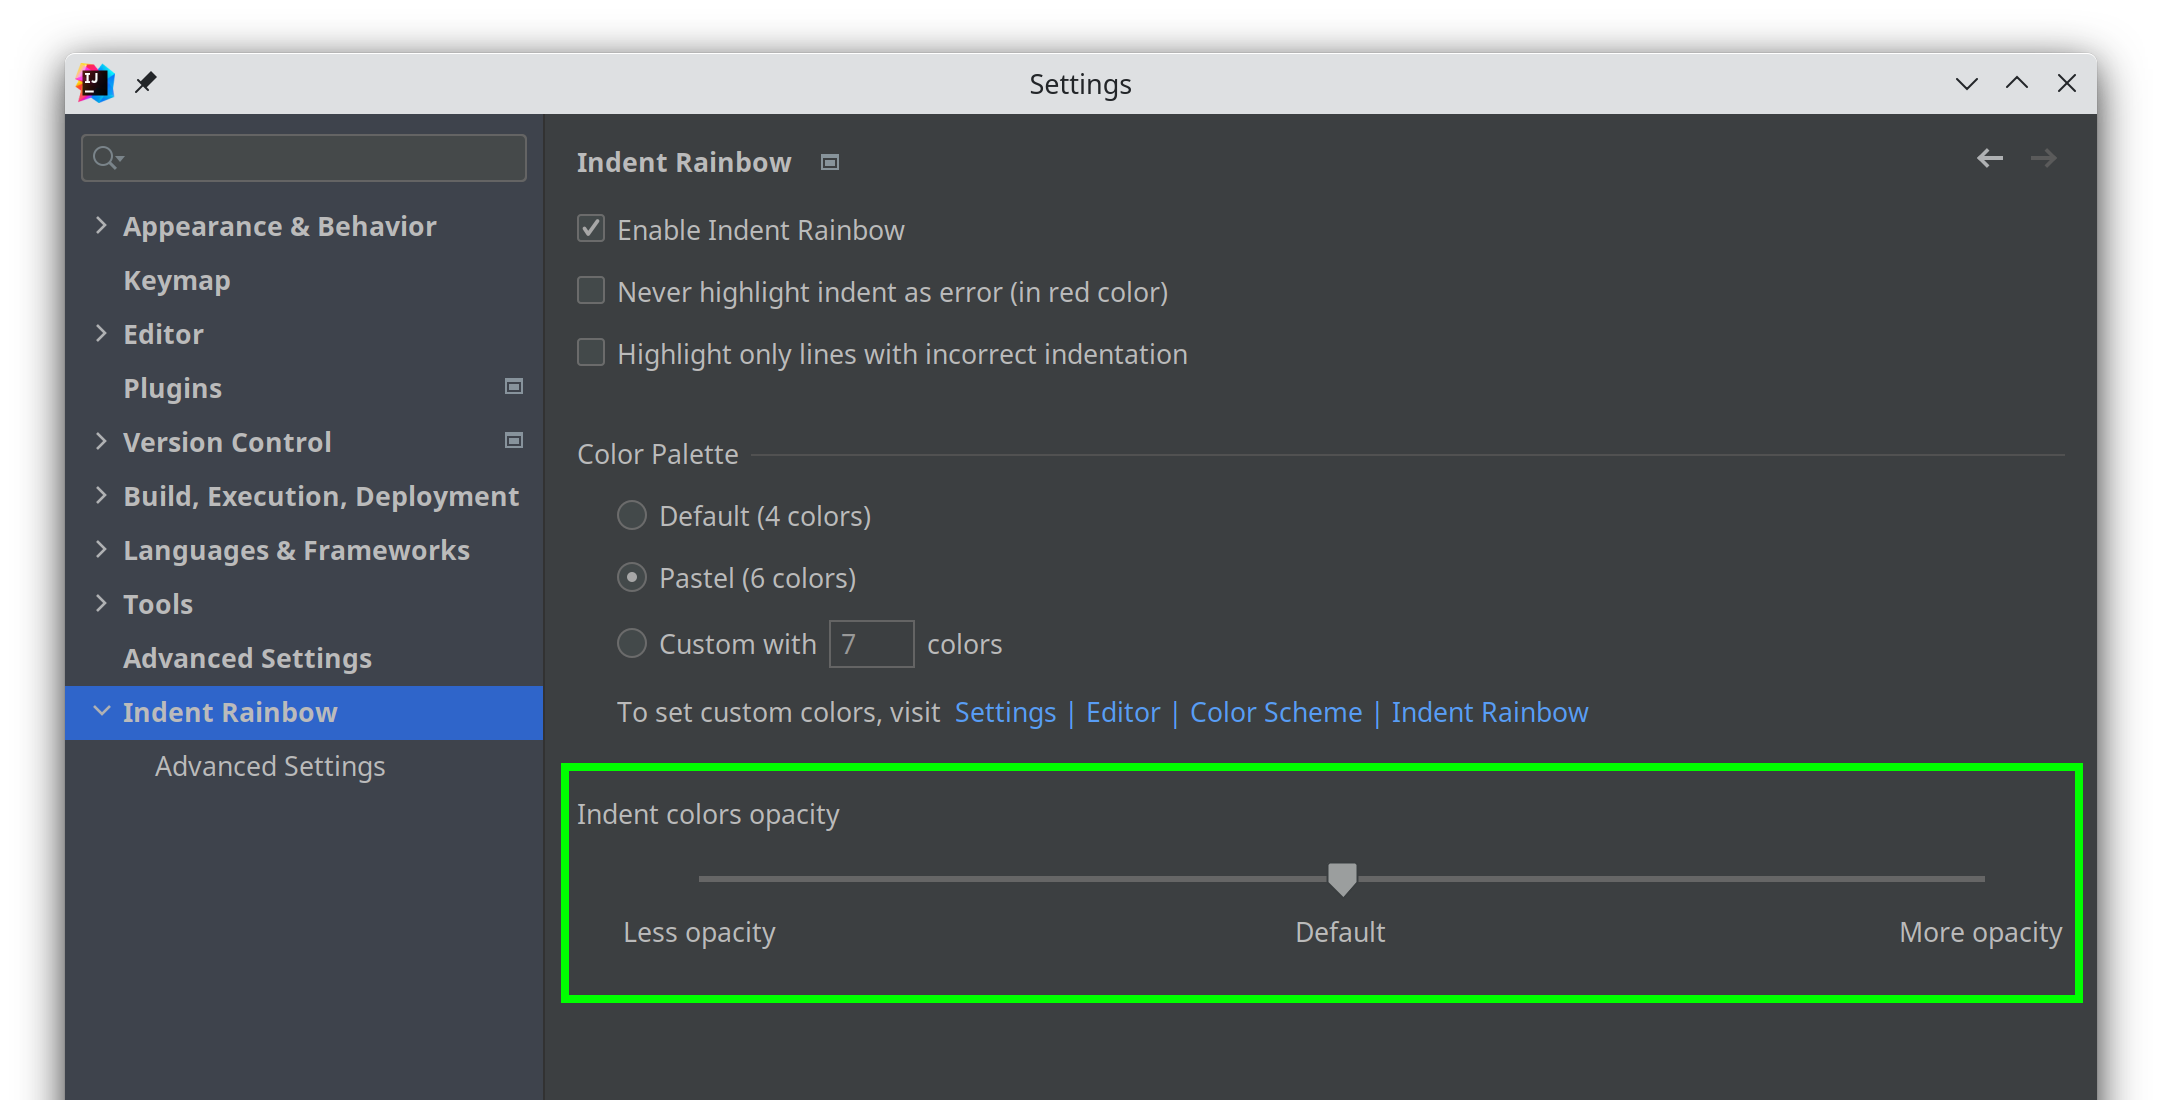 IJ
Settings
Appearance & Behavior
Keymap
Editor
Plugins
Version Control
Build, Execution, Deployment
Languages & Frameworks
Tools
Advanced Settings
Indent Rainbow
Advanced Settings
Indent Rainbow
Enable Indent Rainbow
Never highlight indent as error (in red color)
Highlight only lines with incorrect indentation
Color Palette
Default (4 colors)
Pastel (6 colors)
Custom with 7 colors
To set custom colors, visit Settings | Editor | Color Scheme | Indent Rainbow
Indent colors opacity
Less opacity Default More opacity